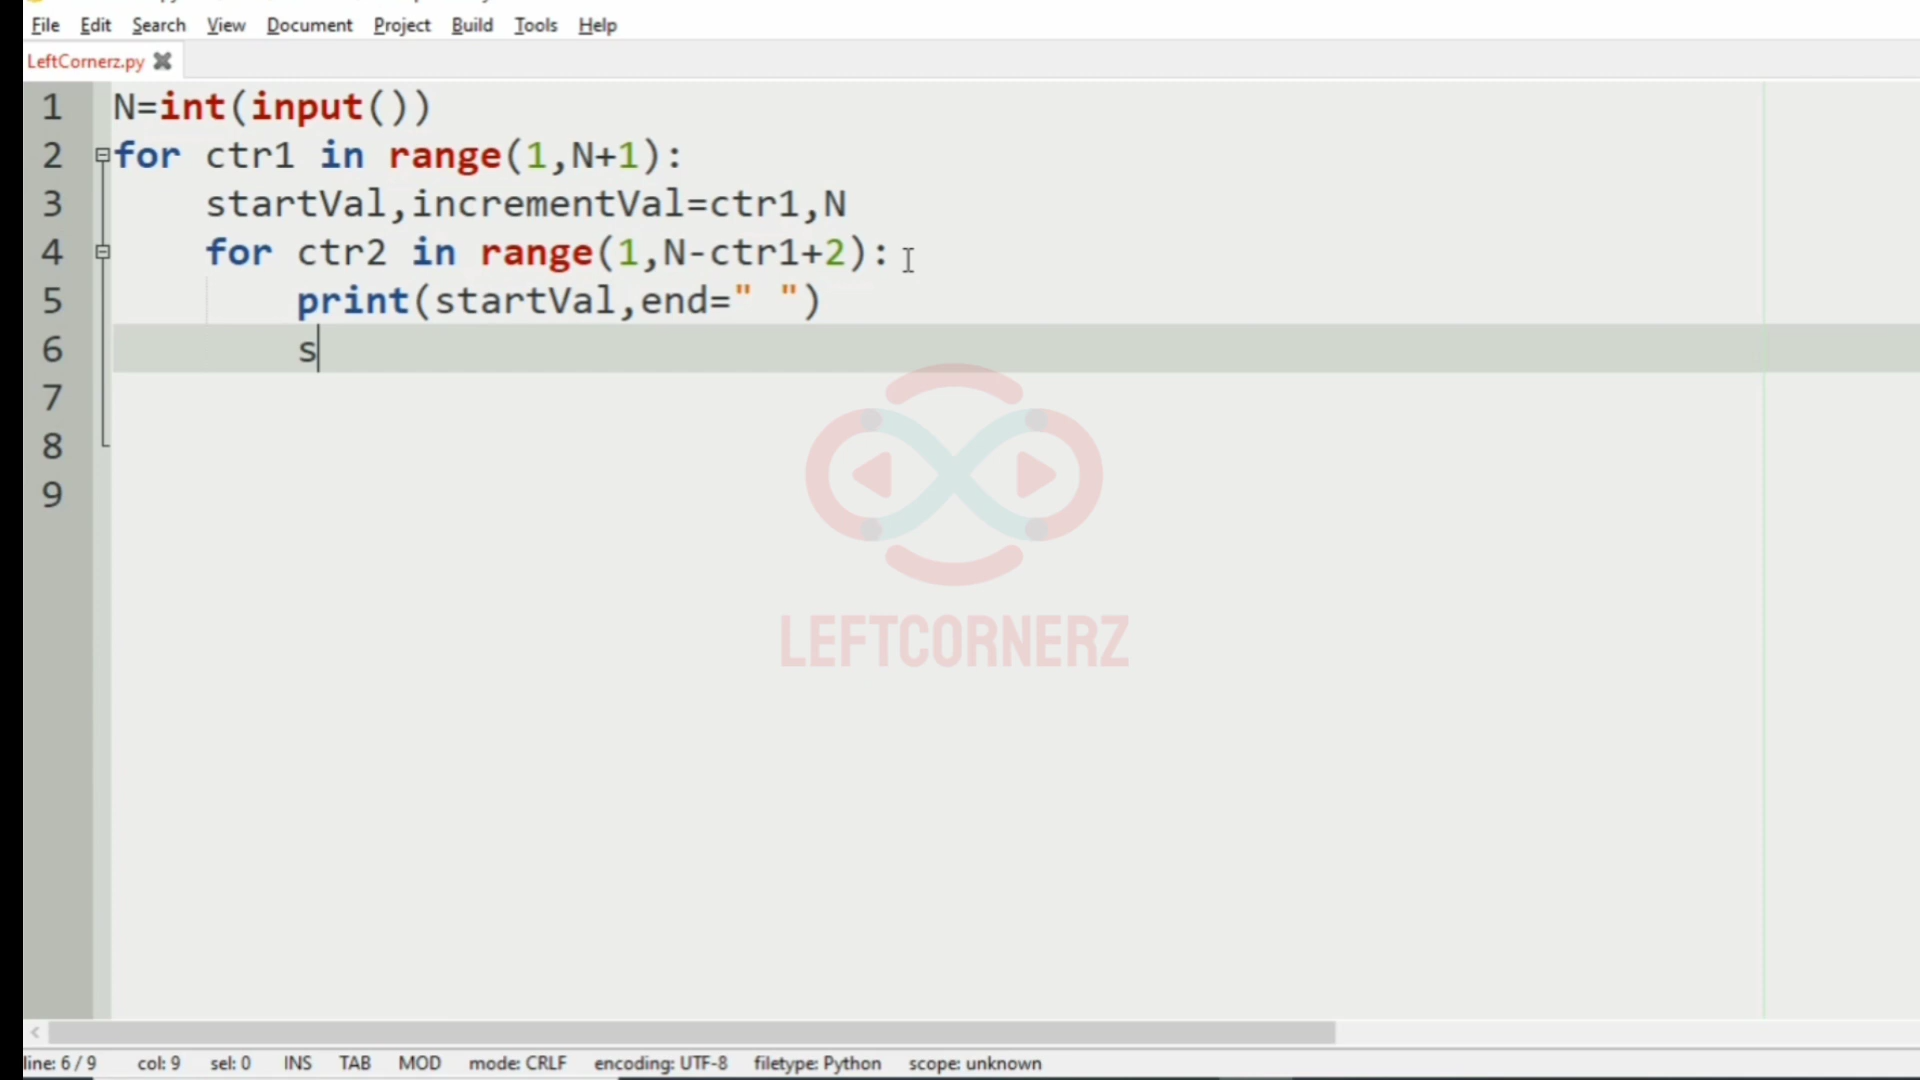 File Edit Search View Document Project Build Tools Help
LeftCornerz.py
1 N=int(input())
2 for ctr1 in range(1,N+1):
3 startVal,incrementVal=ctr1,N
4 for ctr2 in range(1,N-ctr1+2):
5 print(startVal,end=" ")
6 s
7
8
9
LEFTCORNERZ
line: 6 / 9 col: 9 sel: 0 INS TAB MOD mode: CRLF encoding: UTF-8 filetype: Python scope: unknown